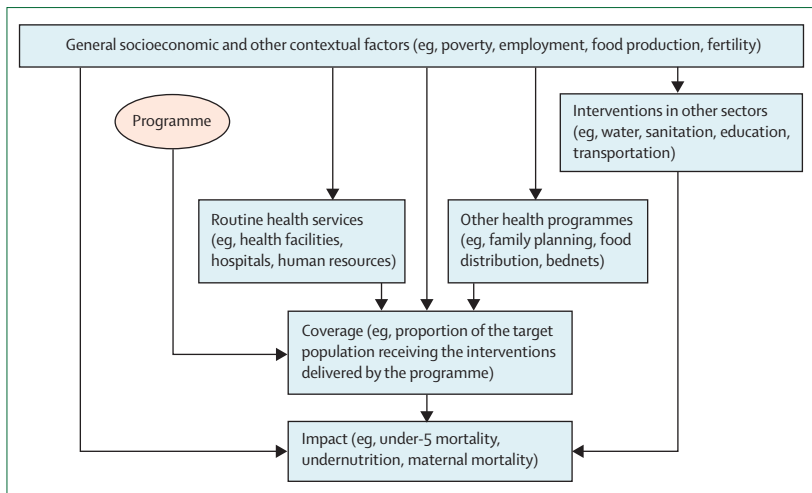 General socioeconomic and other contextual factors (eg, poverty, employment, food production, fertility)
Programme
Interventions in other sectors
(eg, water, sanitation, education,
transportation)
Routine health services
(eg, health facilities,
hospitals, human resources)
Other health programmes
(eg, family planning, food
distribution, bednets)
Coverage (eg, proportion of the target
population receiving the interventions
delivered by the programme)
Impact (eg, under-5 mortality,
undernutrition, maternal mortality)